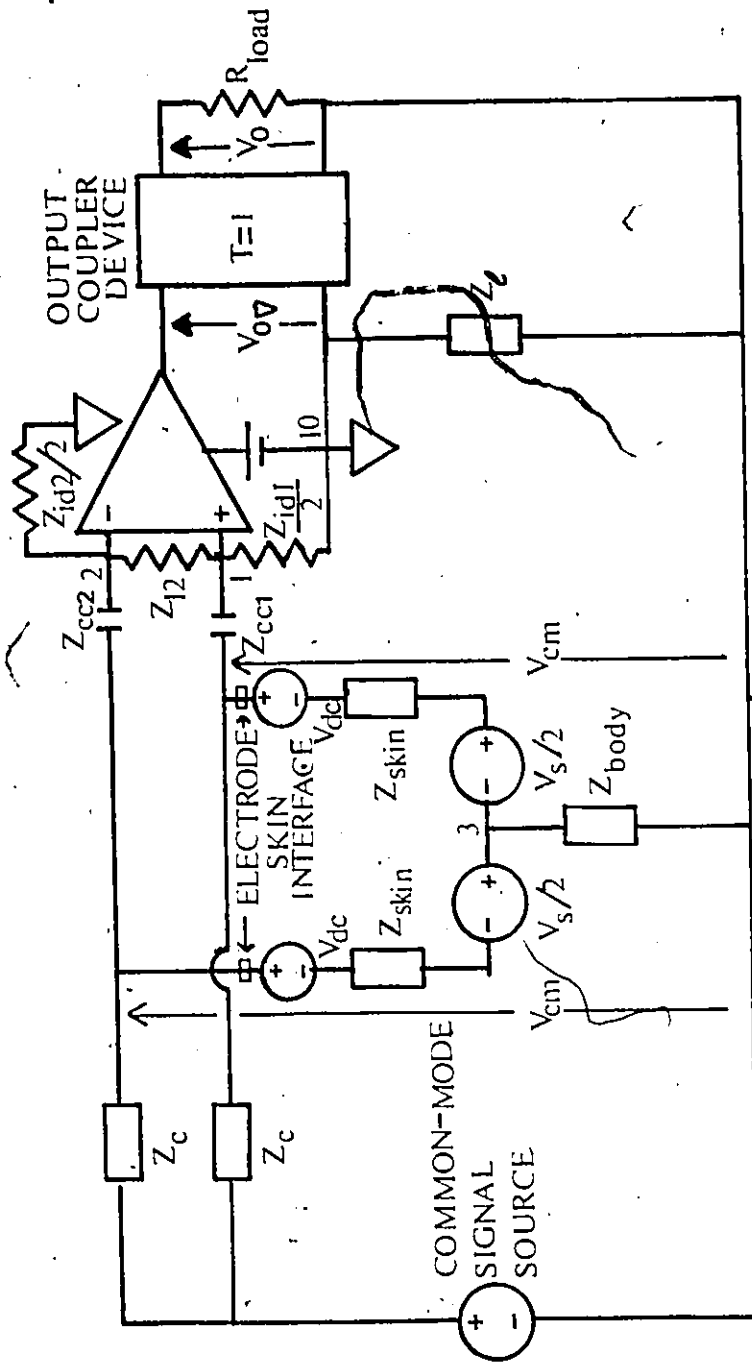 OUTPUT
COUPLER
DEVICE
R_load
V_o
T=1
V_o∇
Z_id2/2
Z_l
10
Z_id1/2
Z_12
1
2
Z_cc2
Z_cc1
−
+
ELECTRODE
SKIN
INTERFACE
V_dc
V_dc
+
−
+
−
Z_skin
Z_skin
V_cm
V_cm
V_s/2
V_s/2
+
−
+
−
3
Z_body
Z_c
Z_c
COMMON-MODE
SIGNAL
SOURCE
+
−